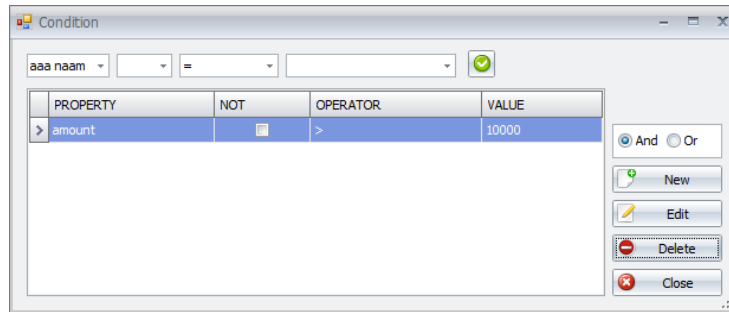 Condition
aaa naam =
PROPERTY NOT OPERATOR VALUE
amount > 10000
And Or
New
Edit
Delete
Close